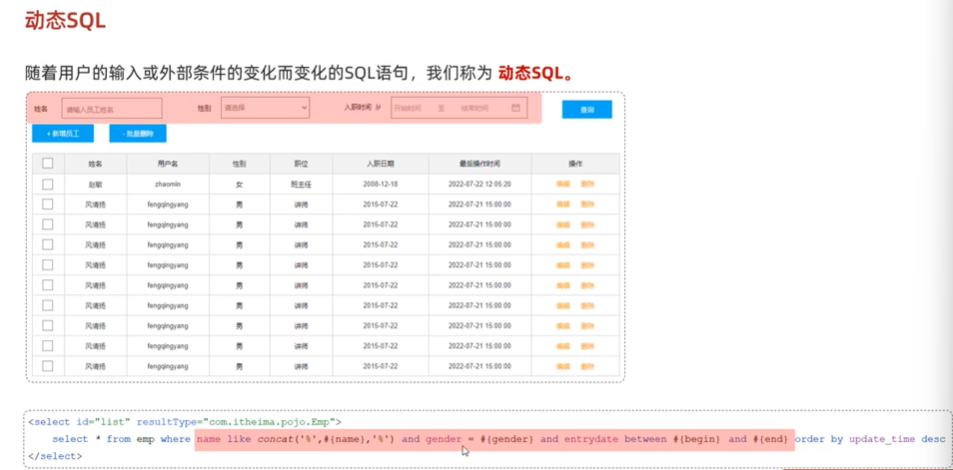 动态SQL
随着用户的输入或外部条件的变化而变化的SQL语句，我们称为 动态SQL。
姓名 请输入员工姓名 性别 请选择 入职时间 开始时间 至 结束时间 查询
+ 新增员工 - 批量删除
姓名 用户名 性别 职位 入职日期 最后操作时间 操作
赵敏 zhaomin 女 班主任 2008-12-18 2022-07-22 12:05:20 编辑 删除
风清扬 fengqingyang 男 讲师 2015-07-22 2022-07-21 15:00:00 编辑 删除
风清扬 fengqingyang 男 讲师 2015-07-22 2022-07-21 15:00:00 编辑 删除
风清扬 fengqingyang 男 讲师 2015-07-22 2022-07-21 15:00:00 编辑 删除
风清扬 fengqingyang 男 讲师 2015-07-22 2022-07-21 15:00:00 编辑 删除
风清扬 fengqingyang 男 讲师 2015-07-22 2022-07-21 15:00:00 编辑 删除
风清扬 fengqingyang 男 讲师 2015-07-22 2022-07-21 15:00:00 编辑 删除
风清扬 fengqingyang 男 讲师 2015-07-22 2022-07-21 15:00:00 编辑 删除
风清扬 fengqingyang 男 讲师 2015-07-22 2022-07-21 15:00:00 编辑 删除
风清扬 fengqingyang 男 讲师 2015-07-22 2022-07-21 15:00:00 编辑 删除
<select id="list" resultType="com.itheima.pojo.Emp">
select * from emp where name like concat('%',#{name},'%') and gender = #{gender} and entrydate between #{begin} and #{end} order by update_time desc
</select>